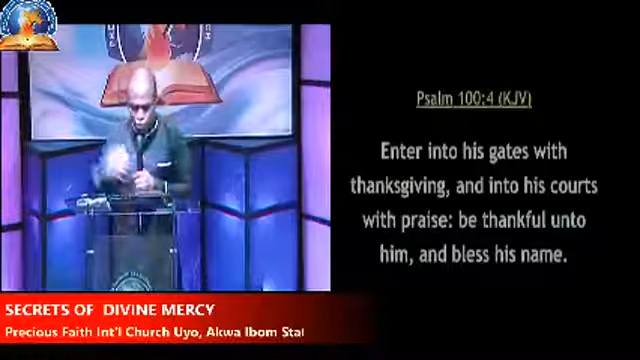 Psalm 100:4 (KJV)
Enter into his gates with
thanksgiving, and into his courts
with praise: be thankful unto
him, and bless his name.
SECRETS OF DIVINE MERCY
Precious Faith Int'l Church Uyo, Akwa Ibom Stat